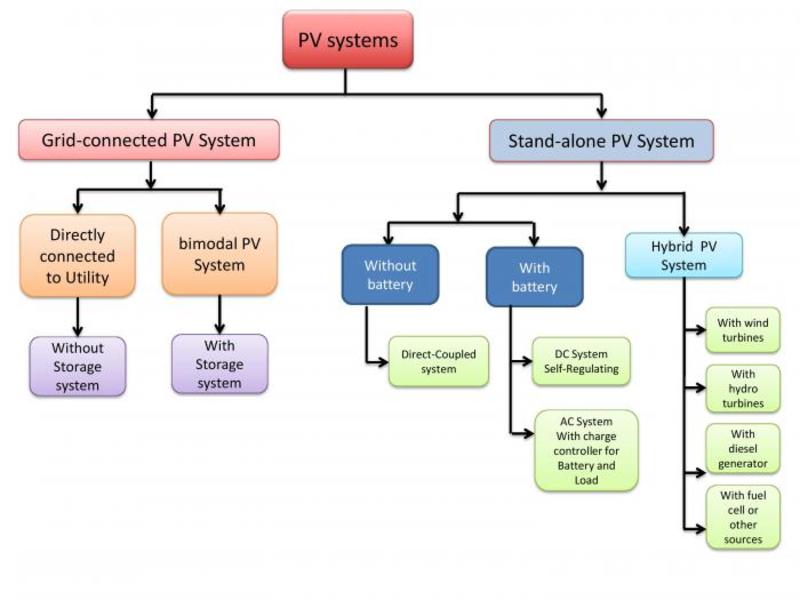 PV systems
Grid-connected PV System
Stand-alone PV System
Directly
connected
to Utility
bimodal PV
System
Without
battery
With
battery
Hybrid PV
System
Without
Storage
system
With
Storage
system
Direct-Coupled
system
DC System
Self-Regulating
AC System
With charge
controller for
Battery and
Load
With wind
turbines
With
hydro
turbines
With
diesel
generator
With fuel
cell or
other
sources